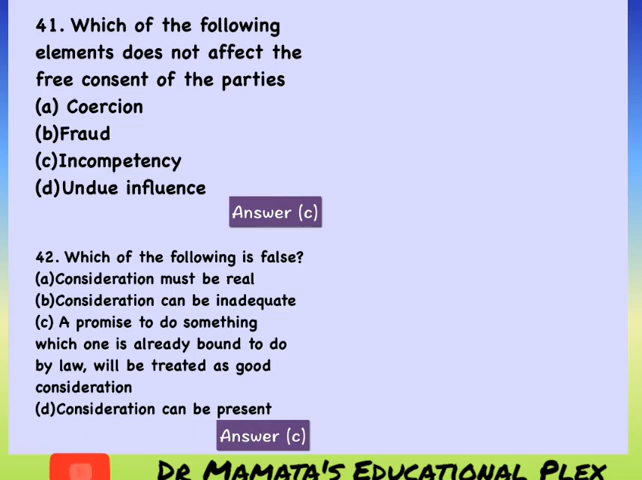 41. Which of the following
elements does not affect the
free consent of the parties
(a) Coercion
(b)Fraud
(c)Incompetency
(d)Undue influence
Answer (c)
42. Which of the following is false?
(a)Consideration must be real
(b)Consideration can be inadequate
(c) A promise to do something
which one is already bound to do
by law, will be treated as good
consideration
(d)Consideration can be present
Answer (c)
DR MAMATA'S EDUCATIONAL PLEX